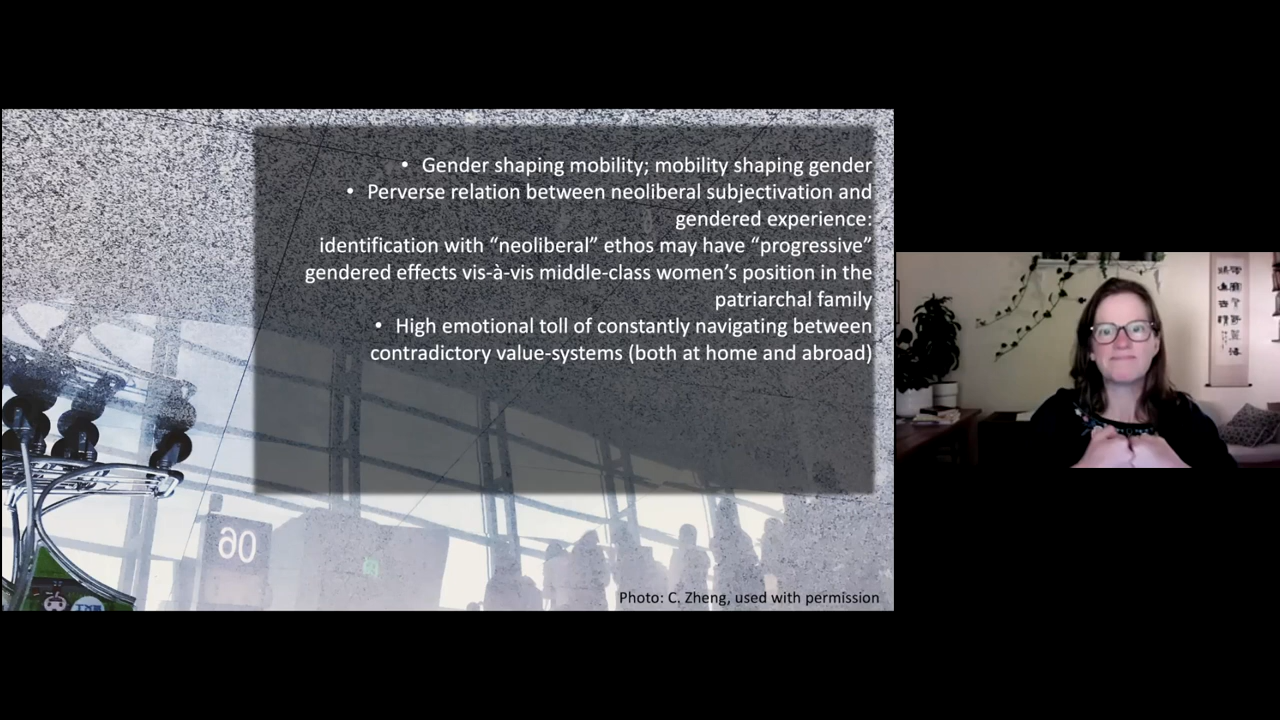 • Gender shaping mobility; mobility shaping gender
• Perverse relation between neoliberal subjectivation and
gendered experience:
identification with “neoliberal” ethos may have “progressive”
gendered effects vis-à-vis middle-class women’s position in the
patriarchal family
• High emotional toll of constantly navigating between
contradictory value-systems (both at home and abroad)
Photo: C. Zheng, used with permission